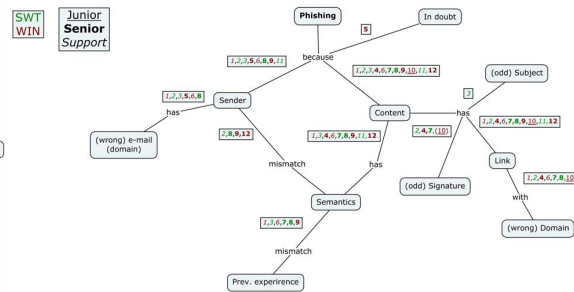 SWT
WIN
Junior
Senior
Support
Phishing
In doubt
5
because
1,2,3,5,6,8,9,11
1,2,3,4,6,7,8,9,10,11,12
(odd) Subject
1,2,3,5,6,8
Sender
has
3
Content
has
2,4,7,(10)
1,2,4,6,7,8,9,10,11,12
(wrong) e-mail
(domain)
2,8,9,12
1,3,4,6,7,8,9,11,12
Link
mismatch
has
1,2,4,6,7,8,10
(odd) Signature
with
Semantics
(wrong) Domain
1,3,6,7,8,9
mismatch
Prev. experirence